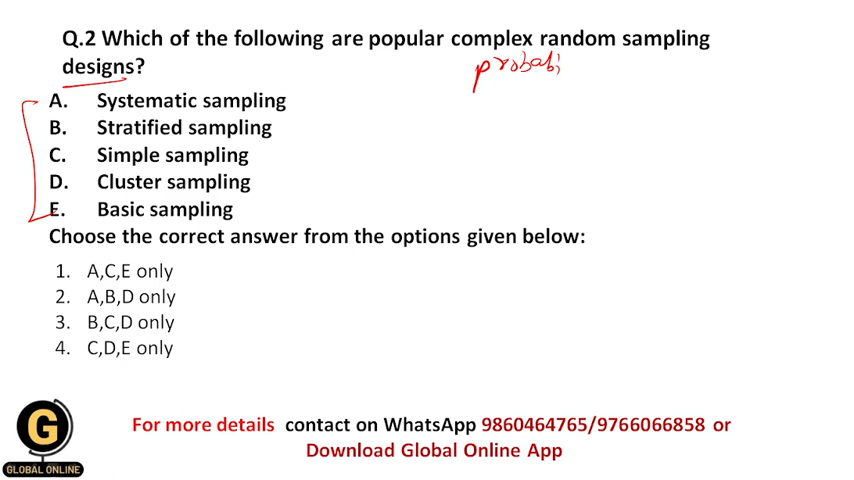 Q.2 Which of the following are popular complex random sampling
designs?
probabi
A. Systematic sampling
B. Stratified sampling
C. Simple sampling
D. Cluster sampling
E. Basic sampling
Choose the correct answer from the options given below:
1. A,C,E only
2. A,B,D only
3. B,C,D only
4. C,D,E only
G
GLOBAL ONLINE
For more details contact on WhatsApp 9860464765/9766066858 or
Download Global Online App